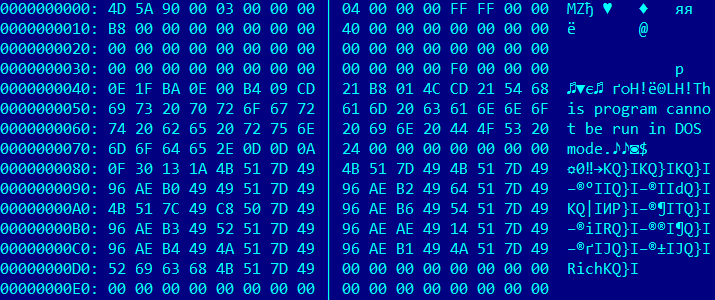 0000000000: 4D 5A 90 00 03 00 00 00 │ 04 00 00 00 FF FF 00 00 MZђ ♥   ♦   яя
0000000010: B8 00 00 00 00 00 00 00 │ 40 00 00 00 00 00 00 00 ё       @
0000000020: 00 00 00 00 00 00 00 00 │ 00 00 00 00 00 00 00 00
0000000030: 00 00 00 00 00 00 00 00 │ 00 00 00 00 F0 00 00 00             р
0000000040: 0E 1F BA 0E 00 B4 09 CD │ 21 B8 01 4C CD 21 54 68 ♫▼є♫ ґоН!ё☺LН!Th
0000000050: 69 73 20 70 72 6F 67 72 │ 61 6D 20 63 61 6E 6E 6F is program canno
0000000060: 74 20 62 65 20 72 75 6E │ 20 69 6E 20 44 4F 53 20 t be run in DOS
0000000070: 6D 6F 64 65 2E 0D 0D 0A │ 24 00 00 00 00 00 00 00 mode.♪♪◙$
0000000080: 0F 30 13 1A 4B 51 7D 49 │ 4B 51 7D 49 4B 51 7D 49 ☼0‼→KQ}IKQ}IKQ}I
0000000090: 96 AE B0 49 49 51 7D 49 │ 96 AE B2 49 64 51 7D 49 –®°IIQ}I–®IIdQ}I
00000000A0: 4B 51 7C 49 C8 50 7D 49 │ 96 AE B6 49 54 51 7D 49 KQ|IИP}I–®¶ITQ}I
00000000B0: 96 AE B3 49 52 51 7D 49 │ 96 AE AE 49 14 51 7D 49 –®iIRQ}I–®®I¶Q}I
00000000C0: 96 AE B4 49 4A 51 7D 49 │ 96 AE B1 49 4A 51 7D 49 –®ґIJQ}I–®±IJQ}I
00000000D0: 52 69 63 68 4B 51 7D 49 │ 00 00 00 00 00 00 00 00 RichKQ}I
00000000E0: 00 00 00 00 00 00 00 00 │ 00 00 00 00 00 00 00 00